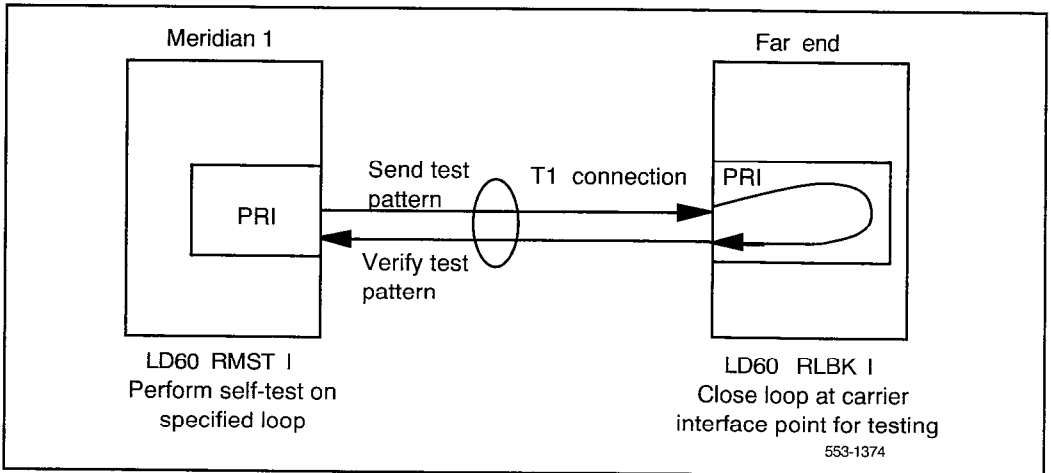 Meridian 1
Far end
Send test
pattern
T1 connection
PRI
PRI
Verify test
pattern
LD60 RMST l
Perform self-test on
specified loop
LD60 RLBK l
Close loop at carrier
interface point for testing
553-1374